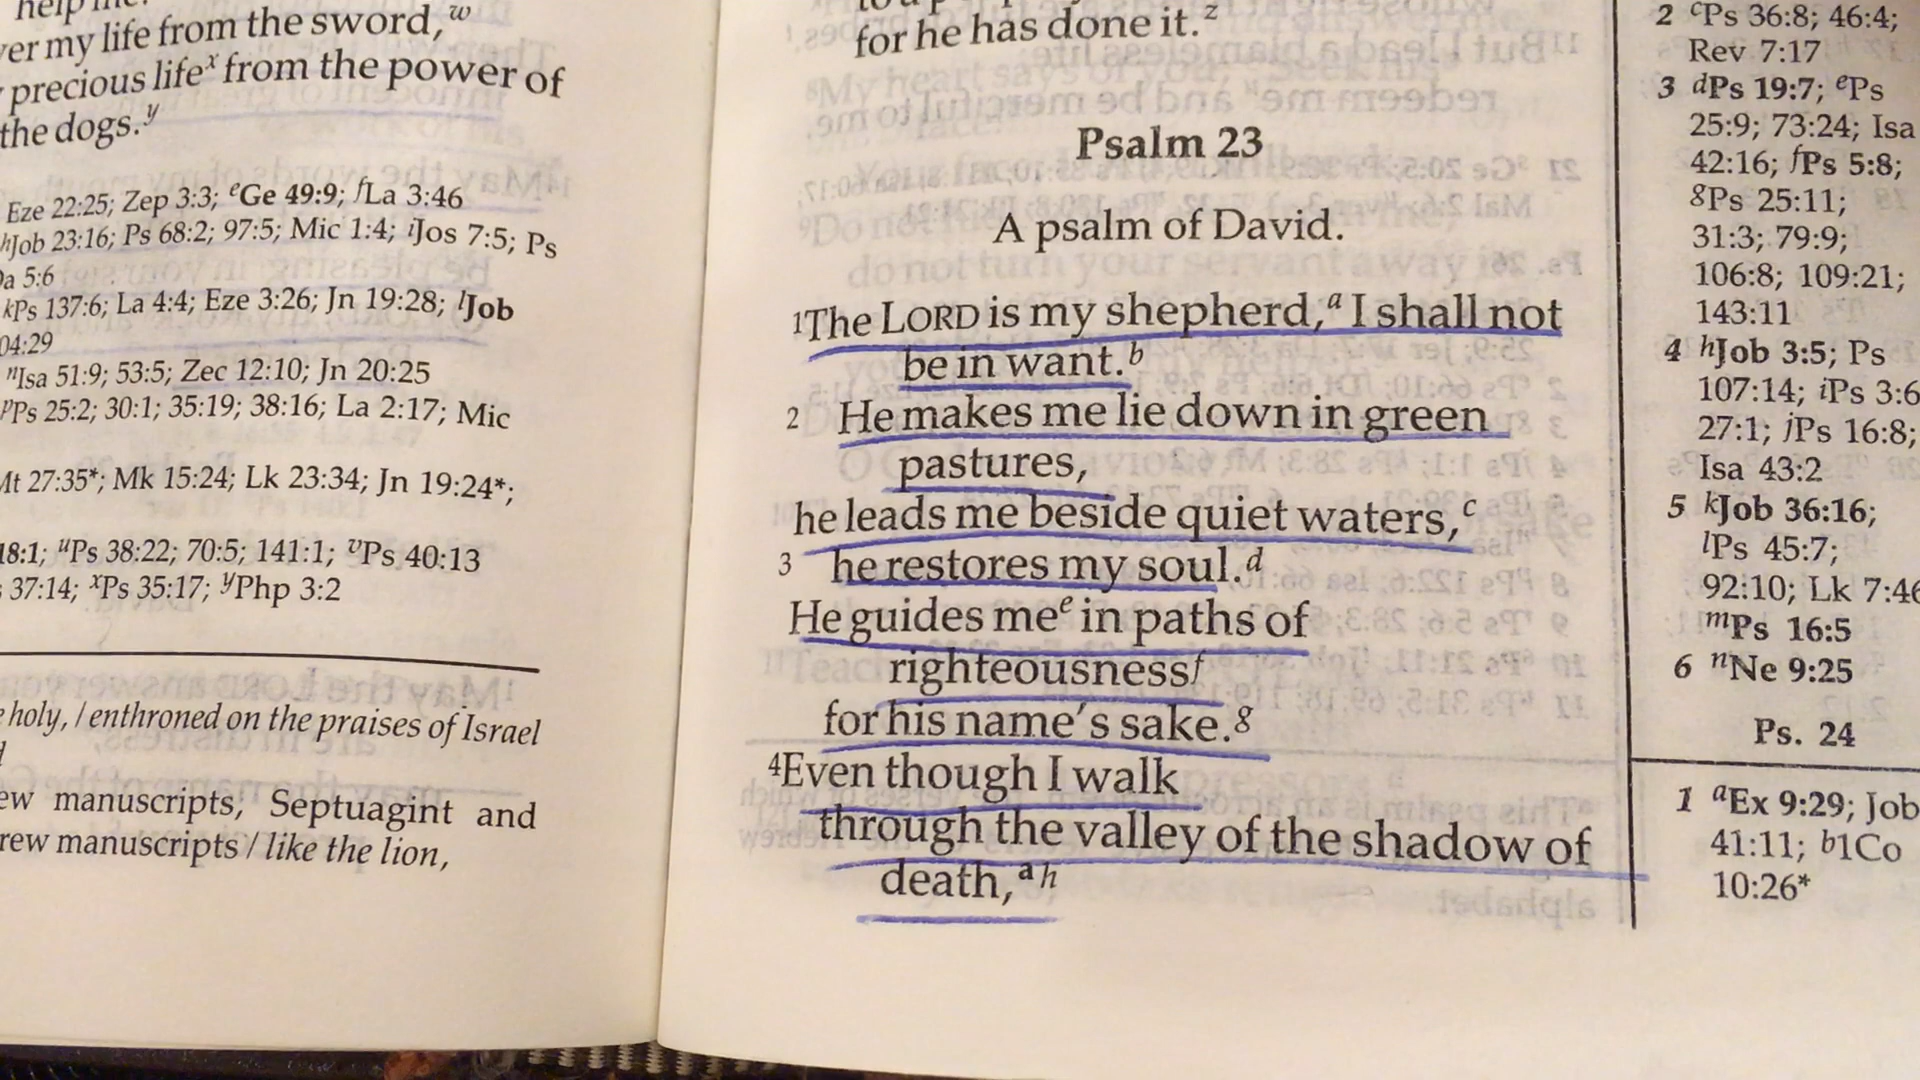 help me.
ver my life from the sword,ʷ
precious lifeˣ from the power of
the dogs.ʸ
Eze 22:25; Zep 3:3; ᵉGe 49:9; ᶠLa 3:46
ʰJob 23:16; Ps 68:2; 97:5; Mic 1:4; ⁱJos 7:5; Ps
Da 5:6
ᵏPs 137:6; La 4:4; Eze 3:26; Jn 19:28; ˡJob
04:29
ⁿIsa 51:9; 53:5; Zec 12:10; Jn 20:25
ᵖPs 25:2; 30:1; 35:19; 38:16; La 2:17; Mic
Mt 27:35*; Mk 15:24; Lk 23:34; Jn 19:24*;
18:1; ᵘPs 38:22; 70:5; 141:1; ᵛPs 40:13
37:14; ˣPs 35:17; ʸPhp 3:2
holy, / enthroned on the praises of Israel
ew manuscripts, Septuagint and
rew manuscripts / like the lion,
for he has done it.ᶻ
Psalm 23
A psalm of David.
1The LORD is my shepherd,ᵃ I shall not
be in want.ᵇ
2 He makes me lie down in green
pastures,
he leads me beside quiet waters,ᶜ
3 he restores my soul.ᵈ
He guides meᵉ in paths of
righteousnessᶠ
for his name's sake.ᵍ
4Even though I walk
through the valley of the shadow of
death,ᵃ ʰ
2 ᶜPs 36:8; 46:4;
Rev 7:17
3 ᵈPs 19:7; ᵉPs
25:9; 73:24; Isa
42:16; ᶠPs 5:8;
ᵍPs 25:11;
31:3; 79:9;
106:8; 109:21;
143:11
4 ʰJob 3:5; Ps
107:14; ⁱPs 3:6
27:1; ʲPs 16:8;
Isa 43:2
5 ᵏJob 36:16;
ˡPs 45:7;
92:10; Lk 7:46
ᵐPs 16:5
6 ⁿNe 9:25
Ps. 24
1 ᵃEx 9:29; Job
41:11; ᵇ1Co
10:26*